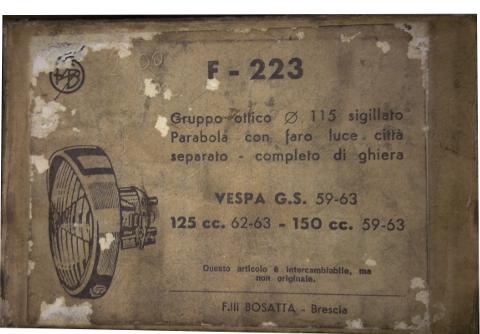 F - 223
Gruppo ottico Ø 115 sigillato
Parabola con faro luce città
separato - completo di ghiera
VESPA G.S. 59-63
125 cc. 62-63 - 150 cc. 59-63
Questo articolo è intercambiabile, ma
non originale.
F.lli BOSATTA - Brescia